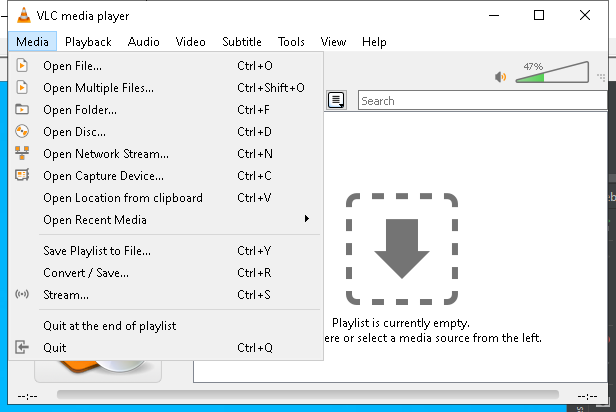 VLC media player
Media Playback Audio Video Subtitle Tools View Help
Open File... Ctrl+O
Open Multiple Files... Ctrl+Shift+O
Open Folder... Ctrl+F
Open Disc... Ctrl+D
Open Network Stream... Ctrl+N
Open Capture Device... Ctrl+C
Open Location from clipboard Ctrl+V
Open Recent Media
Save Playlist to File... Ctrl+Y
Convert / Save... Ctrl+R
Stream... Ctrl+S
Quit at the end of playlist
Quit Ctrl+Q
47%
Search
Playlist is currently empty.
ere or select a media source from the left.
--:-- --:--